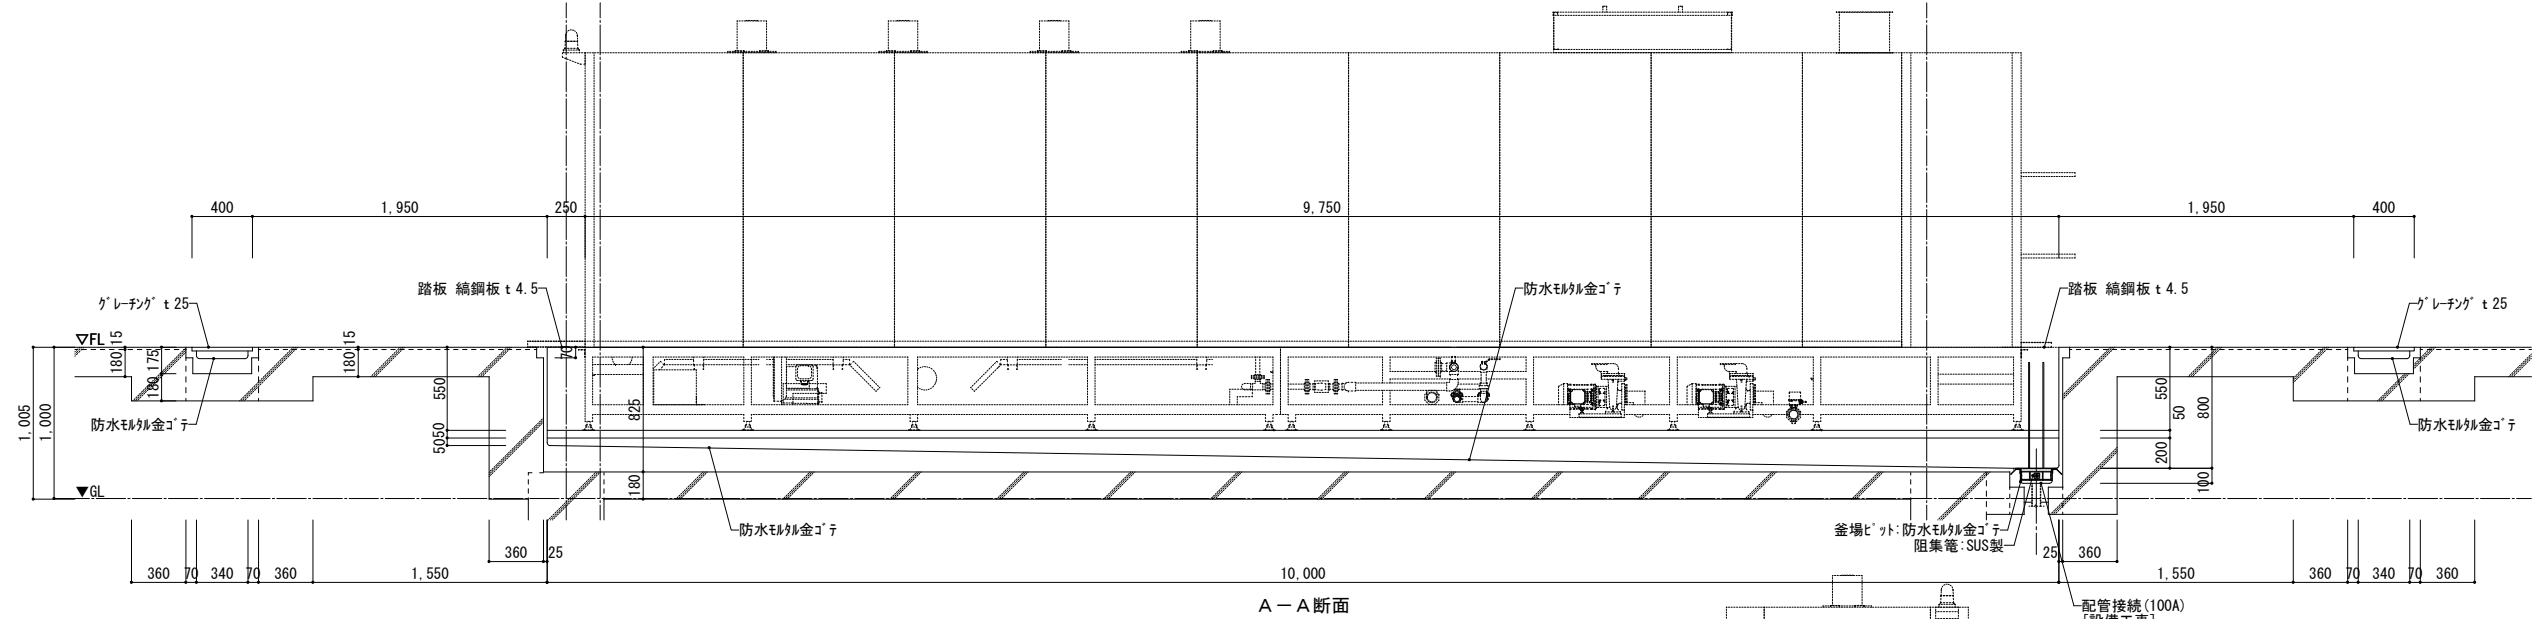 400
1,950
250
9,750
1,950
400
踏板 縞鋼板 t 4.5
防水ﾓﾙﾀﾙ金ｺﾞﾃ
踏板 縞鋼板 t 4.5
ｸﾞﾚｰﾁﾝｸﾞ t 25
ｸﾞﾚｰﾁﾝｸﾞ t 25
▽FL
15
180
175
180
15
180
70
550
50
50
825
180
1,005
1,000
550
50
200
800
100
防水ﾓﾙﾀﾙ金ｺﾞﾃ
防水ﾓﾙﾀﾙ金ｺﾞﾃ
▼GL
防水ﾓﾙﾀﾙ金ｺﾞﾃ
釜場ﾋﾟｯﾄ:防水ﾓﾙﾀﾙ金ｺﾞﾃ
阻集篭:SUS製
360
25
25
360
360
70
340
70
360
1,550
10,000
1,550
360
70
340
70
360
A－A断面
配管接続(100A)
[設備工事]